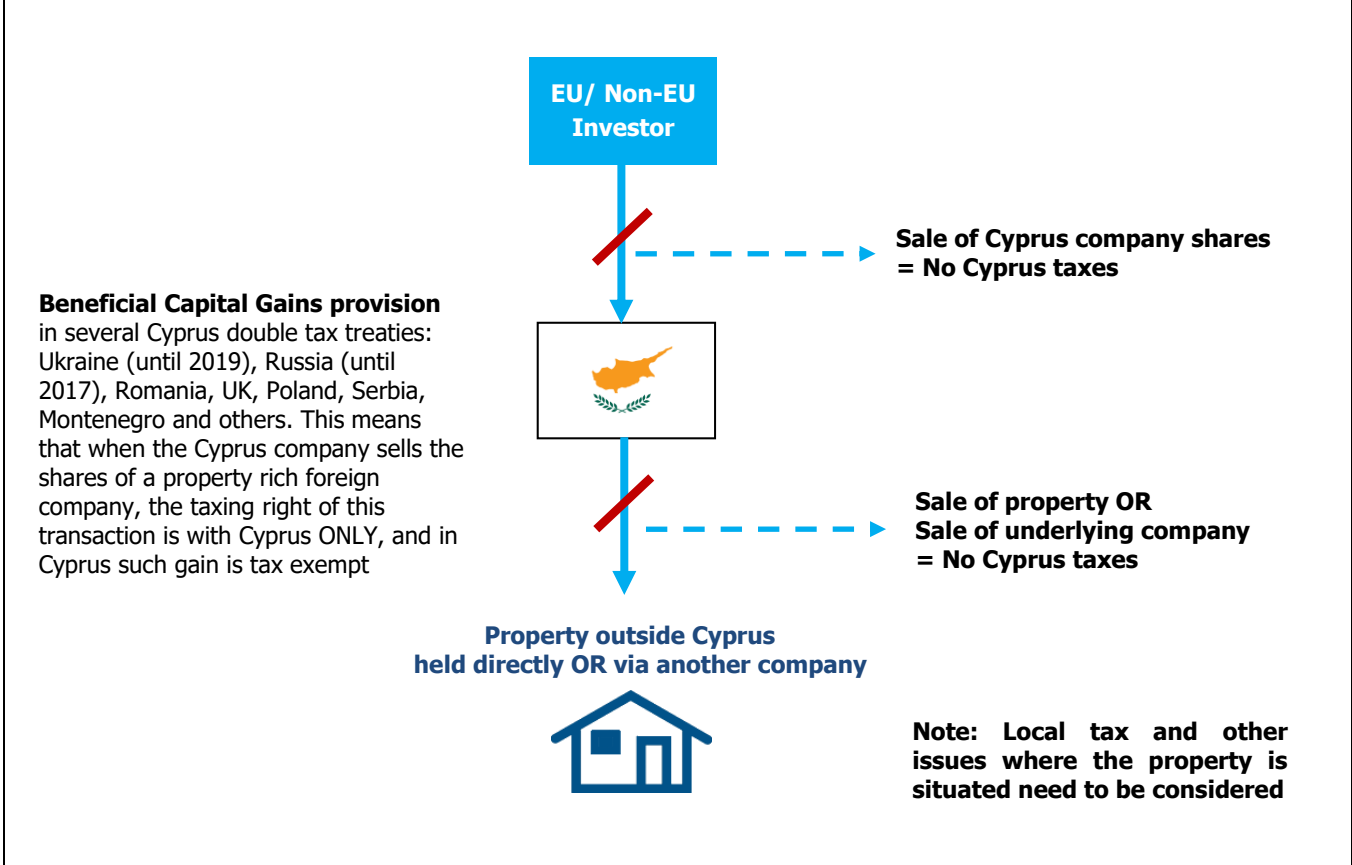 EU/ Non-EU
Investor
Sale of Cyprus company shares
= No Cyprus taxes
Beneficial Capital Gains provision
in several Cyprus double tax treaties:
Ukraine (until 2019), Russia (until
2017), Romania, UK, Poland, Serbia,
Montenegro and others. This means
that when the Cyprus company sells the
shares of a property rich foreign
company, the taxing right of this
transaction is with Cyprus ONLY, and in
Cyprus such gain is tax exempt
Sale of property OR
Sale of underlying company
= No Cyprus taxes
Property outside Cyprus
held directly OR via another company
Note: Local tax and other
issues where the property is
situated need to be considered